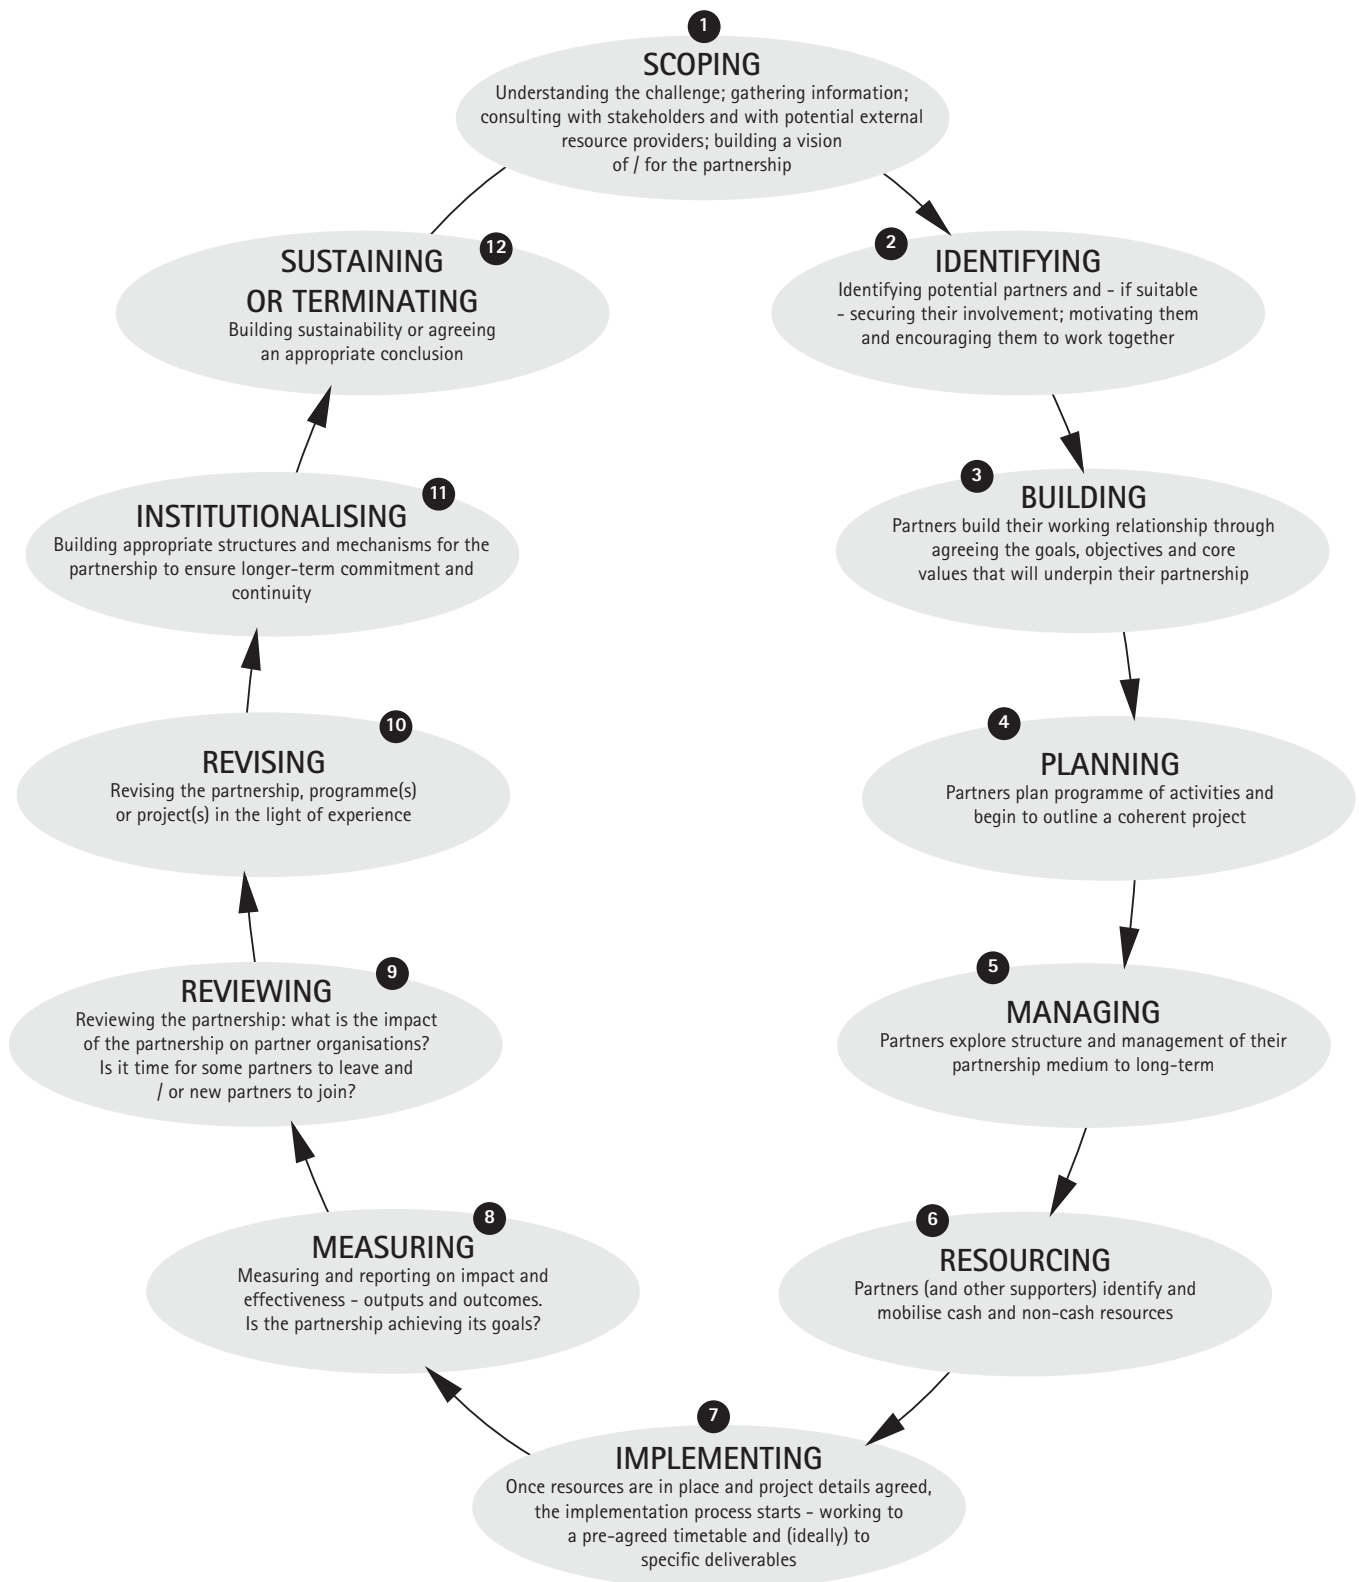 1
SCOPING
Understanding the challenge; gathering information;
consulting with stakeholders and with potential external
resource providers; building a vision
of / for the partnership
2
IDENTIFYING
Identifying potential partners and - if suitable
- securing their involvement; motivating them
and encouraging them to work together
3
BUILDING
Partners build their working relationship through
agreeing the goals, objectives and core
values that will underpin their partnership
4
PLANNING
Partners plan programme of activities and
begin to outline a coherent project
5
MANAGING
Partners explore structure and management of their
partnership medium to long-term
6
RESOURCING
Partners (and other supporters) identify and
mobilise cash and non-cash resources
7
IMPLEMENTING
Once resources are in place and project details agreed,
the implementation process starts - working to
a pre-agreed timetable and (ideally) to
specific deliverables
8
MEASURING
Measuring and reporting on impact and
effectiveness - outputs and outcomes.
Is the partnership achieving its goals?
9
REVIEWING
Reviewing the partnership: what is the impact
of the partnership on partner organisations?
Is it time for some partners to leave and
/ or new partners to join?
10
REVISING
Revising the partnership, programme(s)
or project(s) in the light of experience
11
INSTITUTIONALISING
Building appropriate structures and mechanisms for the
partnership to ensure longer-term commitment and
continuity
12
SUSTAINING
OR TERMINATING
Building sustainability or agreeing
an appropriate conclusion